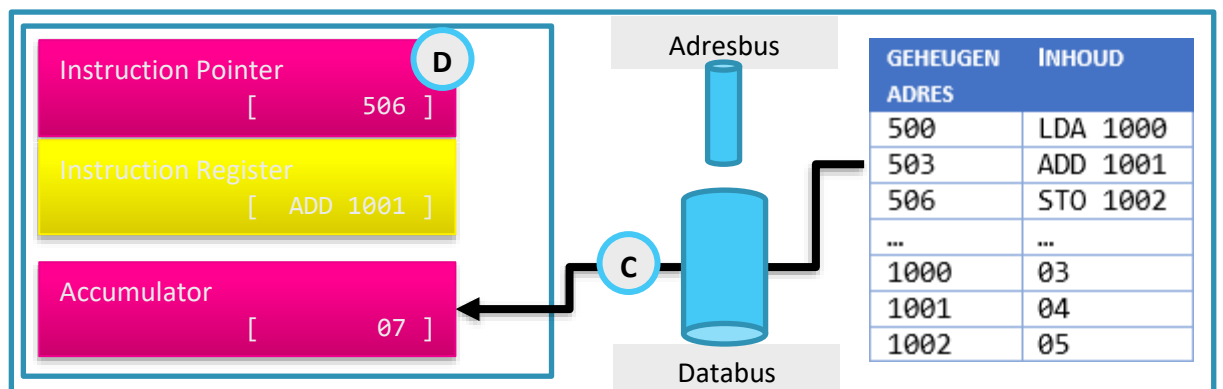 Instruction Pointer
D
[ 506 ]
Instruction Register
[ ADD 1001 ]
Accumulator
[ 07 ]
Adresbus
C
Databus
GEHEUGEN ADRES INHOUD
500 LDA 1000
503 ADD 1001
506 STO 1002
… …
1000 03
1001 04
1002 05